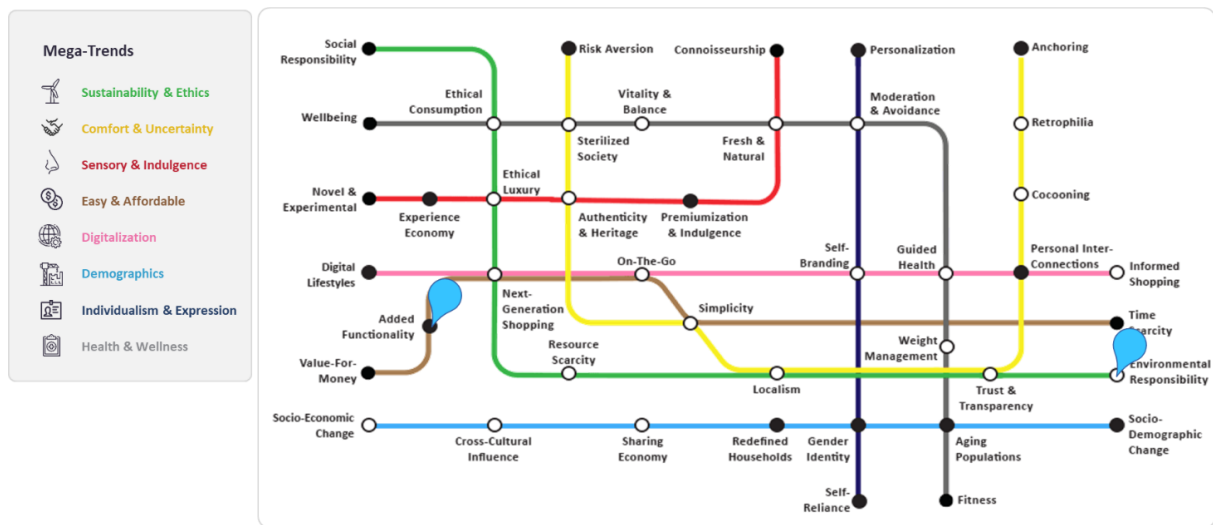 Mega-Trends
Sustainability & Ethics
Comfort & Uncertainty
Sensory & Indulgence
Easy & Affordable
Digitalization
Demographics
Individualism & Expression
Health & Wellness
Social
Responsibility
Risk Aversion
Connoisseurship
Personalization
Anchoring
Wellbeing
Ethical
Consumption
Vitality &
Balance
Moderation
& Avoidance
Sterilized
Society
Fresh &
Natural
Retrophilia
Novel &
Experimental
Experience
Economy
Ethical
Luxury
Authenticity
& Heritage
Premiumization
& Indulgence
Cocooning
Digital
Lifestyles
Next-
Generation
Shopping
On-The-Go
Self-
Branding
Guided
Health
Personal Inter-
Connections
Informed
Shopping
Added
Functionality
Simplicity
Time
Value-For-
Money
Resource
Scarcity
Localism
Weight
Management
Trust &
Transparency
Environmental
Responsibility
Socio-Economic
Change
Cross-Cultural
Influence
Sharing
Economy
Redefined
Households
Gender
Identity
Aging
Populations
Socio-
Demographic
Change
Self-
Reliance
Fitness